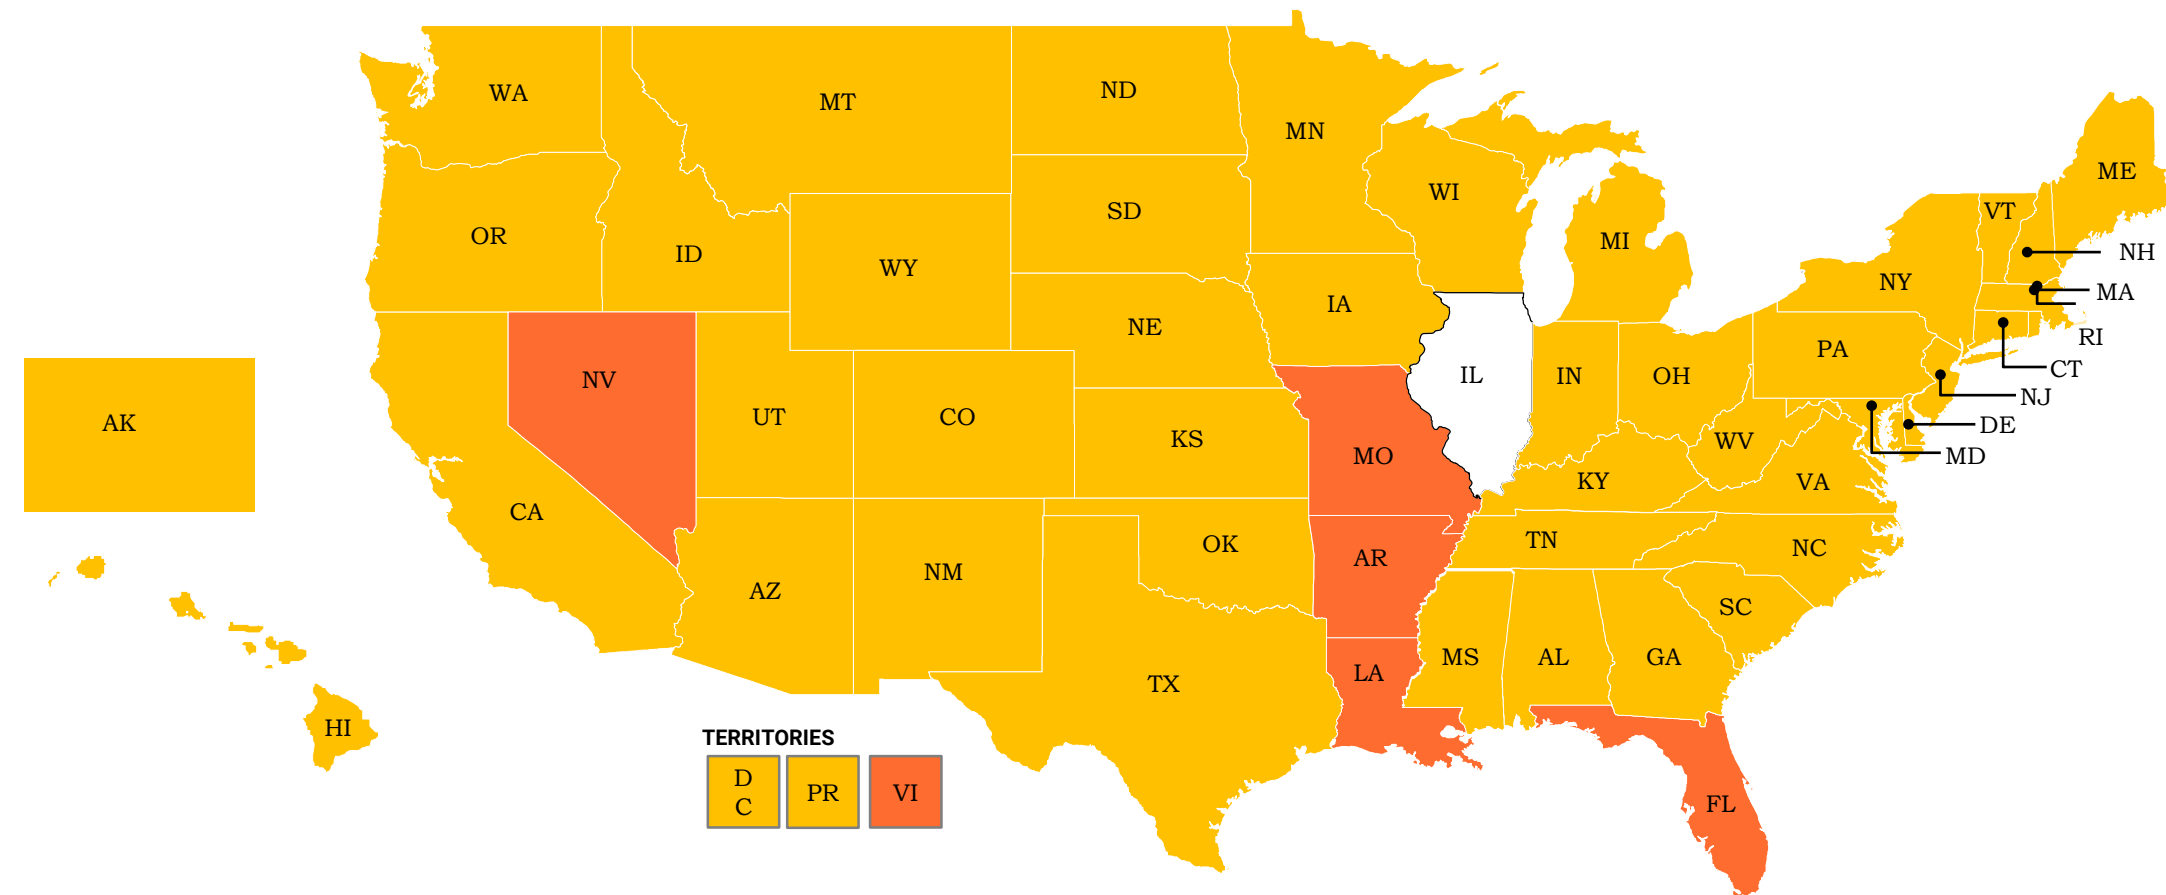 WA
MT
ND
MN
ME
WI
VT
SD
OR
MI
NH
ID
WY
NY
MA
IA
NE
RI
PA
CT
NV
IL
IN
OH
NJ
UT
CO
AK
DE
KS
WV
MO
MD
KY
VA
CA
OK
TN
NC
AR
NM
AZ
SC
MS
AL
GA
LA
TX
HI
TERRITORIES
D
C
PR
VI
FL